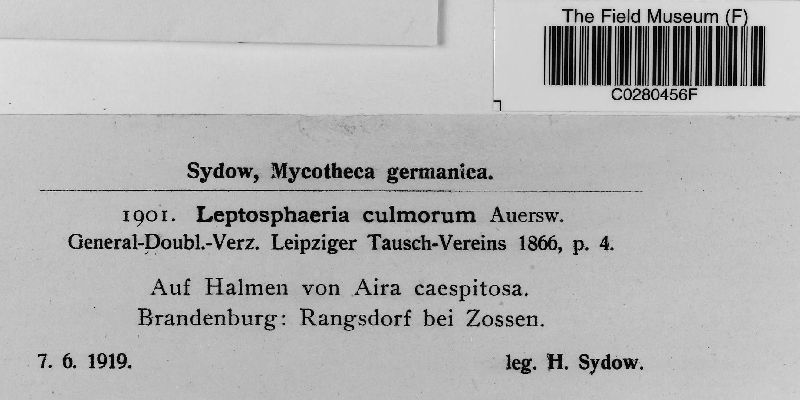 The Field Museum (F)
C0280456F
Sydow, Mycotheca germanica.
1901. Leptosphaeria culmorum Auersw.
General-Doubl.-Verz. Leipziger Tausch-Vereins 1866, p. 4.
Auf Halmen von Aira caespitosa.
Brandenburg: Rangsdorf bei Zossen.
7. 6. 1919. leg. H. Sydow.